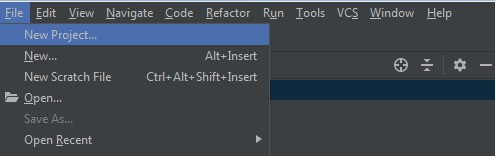 File Edit View Navigate Code Refactor Run Tools VCS Window Help
New Project...
New... Alt+Insert
New Scratch File Ctrl+Alt+Shift+Insert
Open...
Save As...
Open Recent